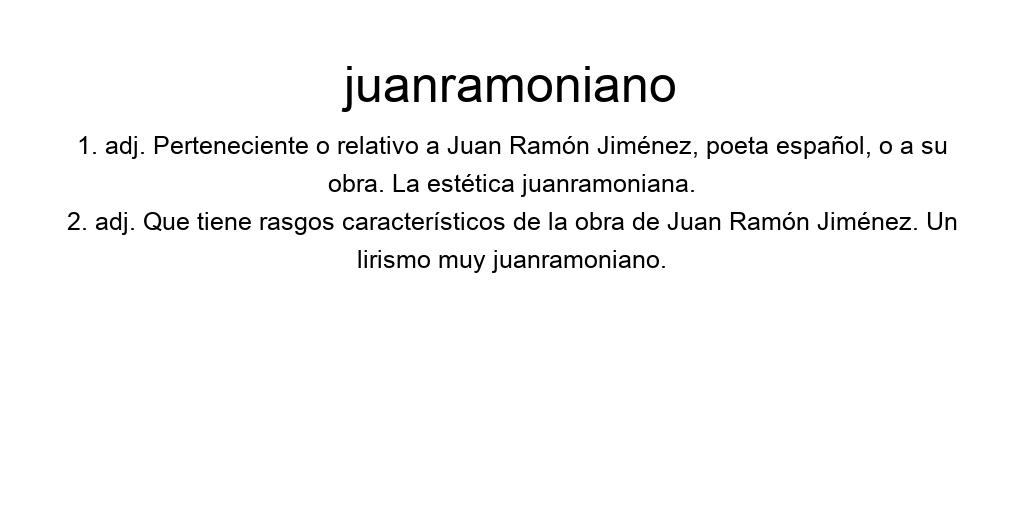 juanramoniano
1. adj. Perteneciente o relativo a Juan Ramón Jiménez, poeta español, o a su
obra. La estética juanramoniana.
2. adj. Que tiene rasgos característicos de la obra de Juan Ramón Jiménez. Un
lirismo muy juanramoniano.